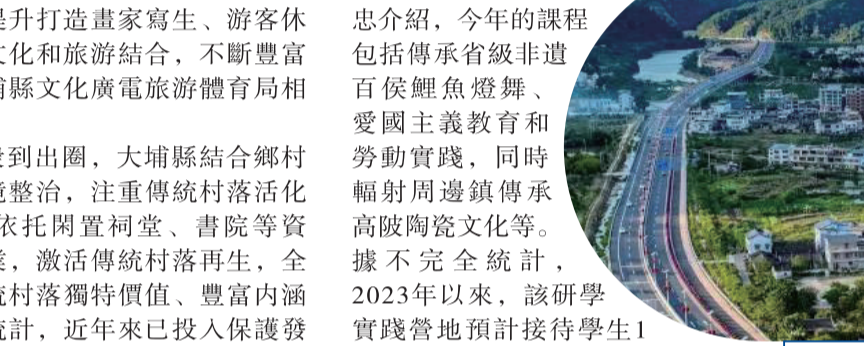 提升打造畫家寫生、游客休
文化和旅游結合，不斷豐富
埔縣文化廣電旅游體育局相
到出圈，大埔縣結合鄉村
境整治，注重傳統村落活化
依托閑置祠堂、書院等資
業，激活傳統村落再生，全
統村落獨特價值、豐富内涵
統計，近年來已投入保護發
忠介紹，今年的課程
包括傳承省級非遺
百侯鯉魚燈舞、
愛國主義教育和
勞動實踐，同時
輻射周邊鎮傳承
高陂陶瓷文化等。
據不完全統計，
2023年以來，該研學
實踐營地預計接待學生1